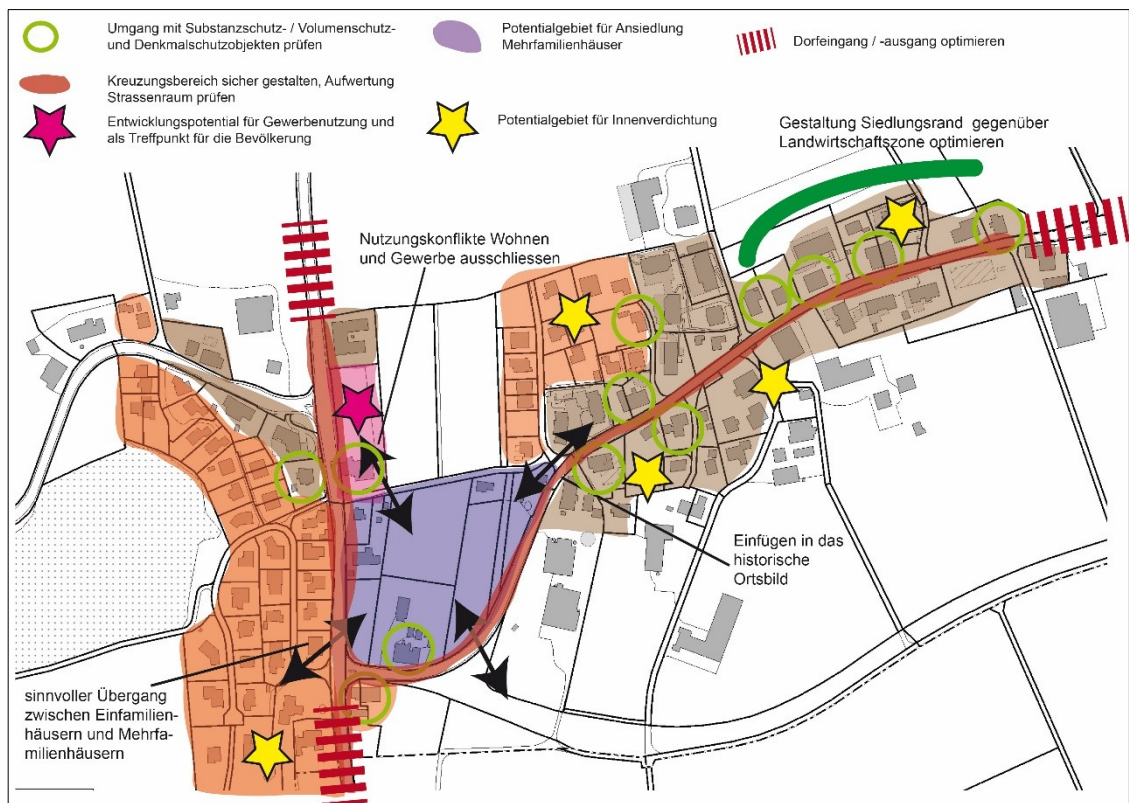 Umgang mit Substanzschutz- / Volumenschutz-
und Denkmalschutzobjekten prüfen
Potentialgebiet für Ansiedlung
Mehrfamilienhäuser
Dorfeingang / -ausgang optimieren
Kreuzungsbereich sicher gestalten, Aufwertung
Strassenraum prüfen
Entwicklungspotential für Gewerbenutzung und
als Treffpunkt für die Bevölkerung
Potentialgebiet für Innenverdichtung
Gestaltung Siedlungsrand gegenüber
Landwirtschaftszone optimieren
Nutzungskonflikte Wohnen
und Gewerbe ausschliessen
Einfügen in das
historische
Ortsbild
sinnvoller Übergang
zwischen Einfamilien-
häusern und Mehrfa-
milienhäusern